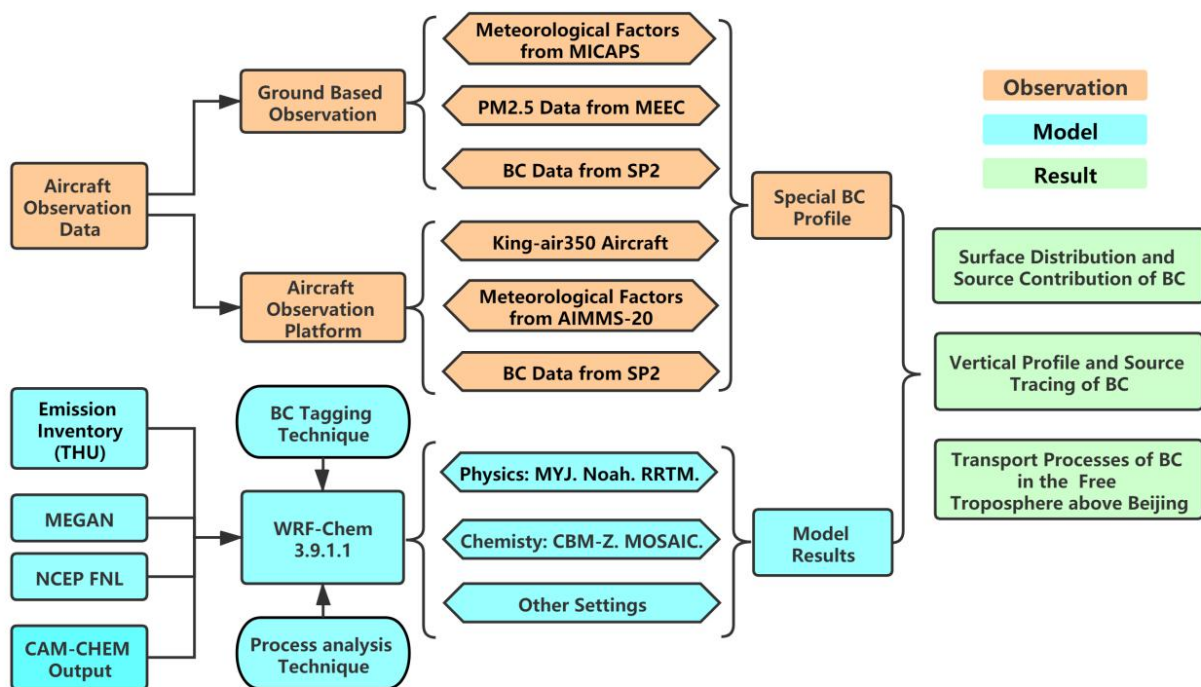 Meteorological Factors
from MICAPS
Ground Based
Observation
PM2.5 Data from MEEC
BC Data from SP2
Aircraft
Observation
Data
King-air350 Aircraft
Aircraft
Observation
Platform
Meteorological Factors
from AIMMS-20
BC Data from SP2
Special BC
Profile
Observation
Model
Result
Surface Distribution and
Source Contribution of BC
Vertical Profile and Source
Tracing of BC
Transport Processes of BC
in the Free
Troposphere above Beijing
Emission
Inventory
(THU)
MEGAN
NCEP FNL
CAM-CHEM
Output
BC Tagging
Technique
WRF-Chem
3.9.1.1
Process analysis
Technique
Physics: MYJ. Noah. RRTM.
Chemisty: CBM-Z. MOSAIC.
Other Settings
Model
Results